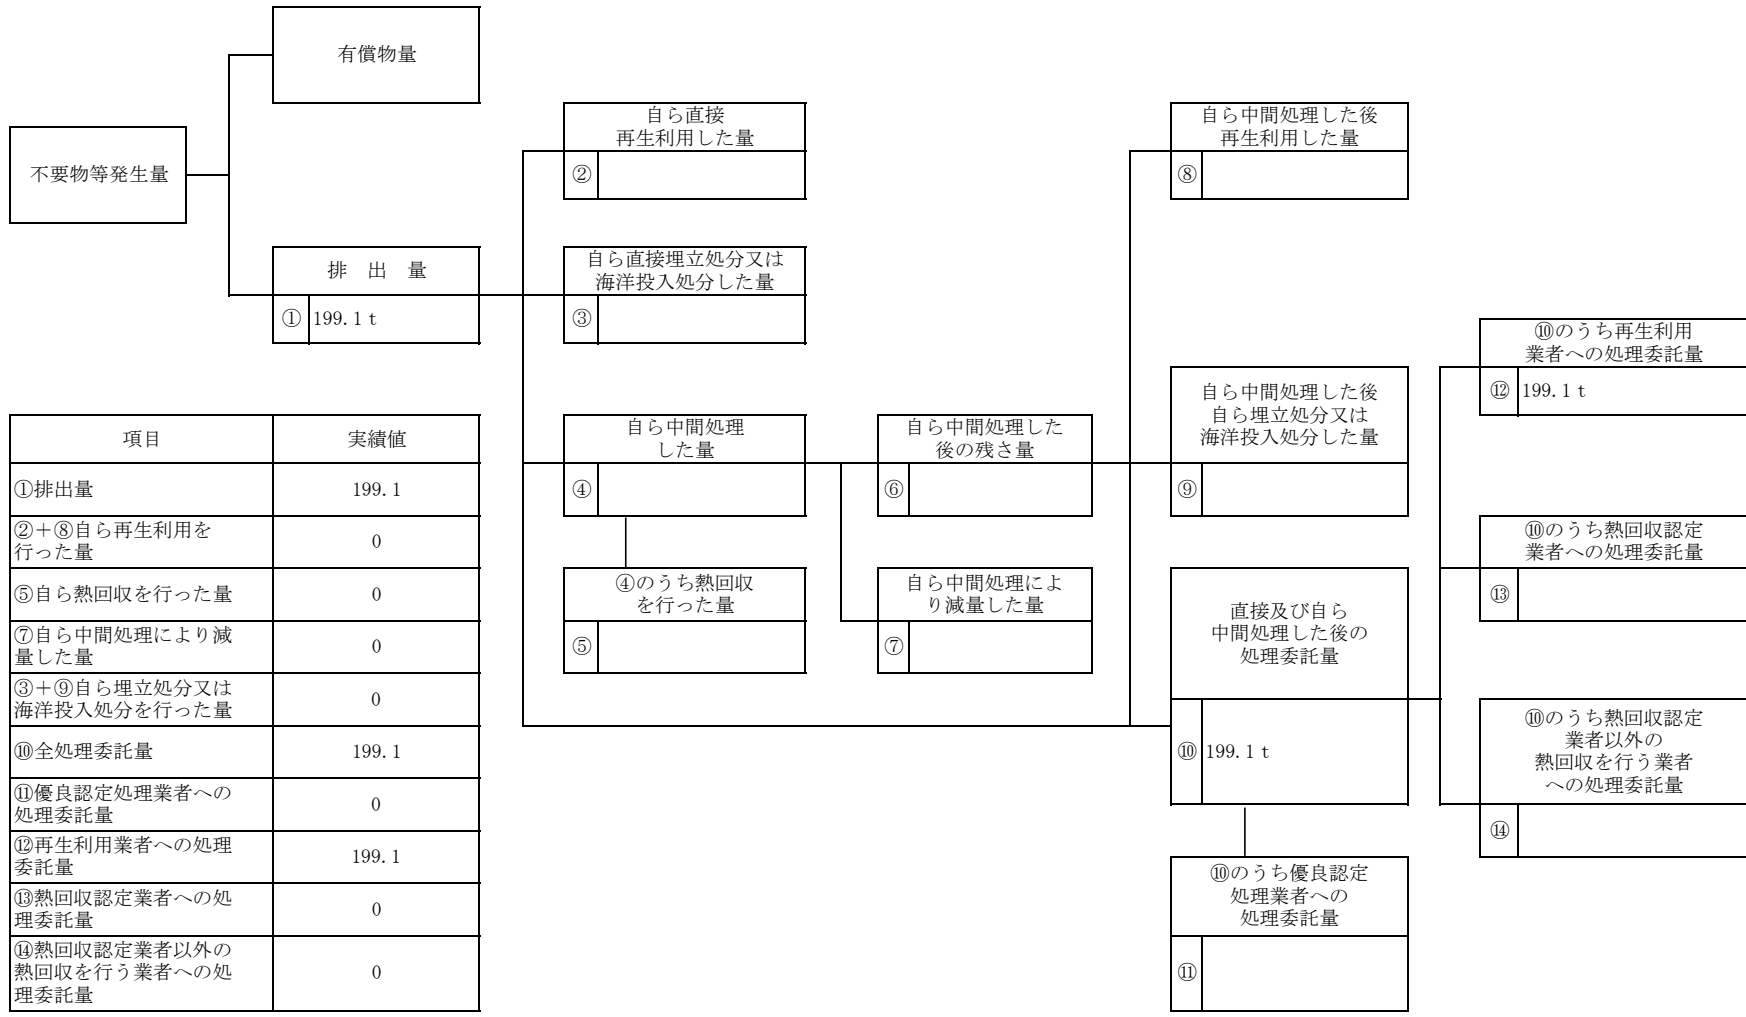 有償物量
不要物等発生量
排　出　量
① 199.1 t
自ら直接
再生利用した量
②
自ら直接埋立処分又は
海洋投入処分した量
③
自ら中間処理
した量
④
④のうち熱回収
を行った量
⑤
自ら中間処理した
後の残さ量
⑥
自ら中間処理によ
り減量した量
⑦
自ら中間処理した後
再生利用した量
⑧
自ら中間処理した後
自ら埋立処分又は
海洋投入処分した量
⑨
直接及び自ら
中間処理した後の
処理委託量
⑩ 199.1 t
⑩のうち優良認定
処理業者への
処理委託量
⑪
⑩のうち再生利用
業者への処理委託量
⑫ 199.1 t
⑩のうち熱回収認定
業者への処理委託量
⑬
⑩のうち熱回収認定
業者以外の
熱回収を行う業者
への処理委託量
⑭
項目 実績値
①排出量 199.1
②＋⑧自ら再生利用を
行った量 0
⑤自ら熱回収を行った量 0
⑦自ら中間処理により減
量した量 0
③＋⑨自ら埋立処分又は
海洋投入処分を行った量 0
⑩全処理委託量 199.1
⑪優良認定処理業者への
処理委託量 0
⑫再生利用業者への処理
委託量 199.1
⑬熱回収認定業者への処
理委託量 0
⑭熱回収認定業者以外の
熱回収を行う業者への処
理委託量 0